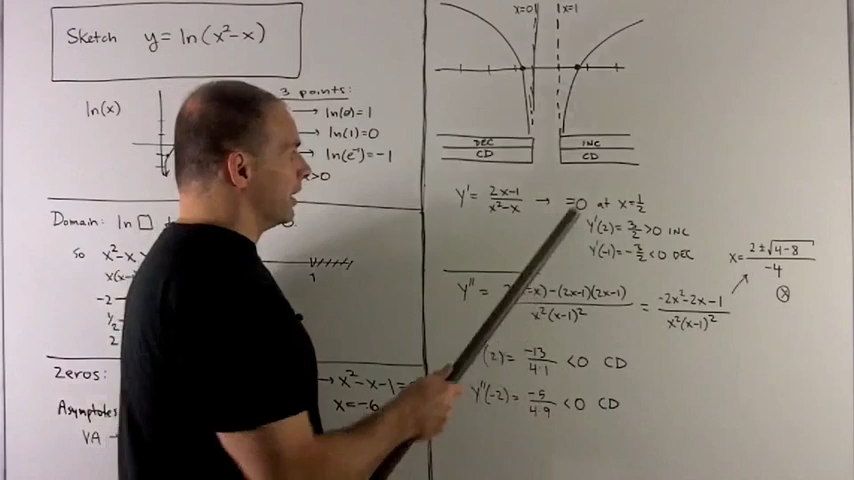 Sketch y = ln(x²-x)
3 points:
ln(x)
→ ln(e) = 1
→ ln(1) = 0
→ ln(e⁻¹) = -1
x>0
Domain: ln □
So x²-x
x(x-
-2
½
2
1
Zeros: → x²-x-1=
x=-.6
Asymptotes
VA →
x=0 x=1
DEC INC
CD CD
y' = 2x-1 / x²-x → =0 at x=½
y'(2) = 3/2 >0 INC
y'(-1) = -3/2 <0 DEC
x = 2±√4-8 / -4
y'' = -x)-(2x-1)(2x-1) / x²(x-1)² = -2x²-2x-1 / x²(x-1)²
(2) = -13 / 4·1 <0 CD
y''(-2) = -5 / 4·9 <0 CD